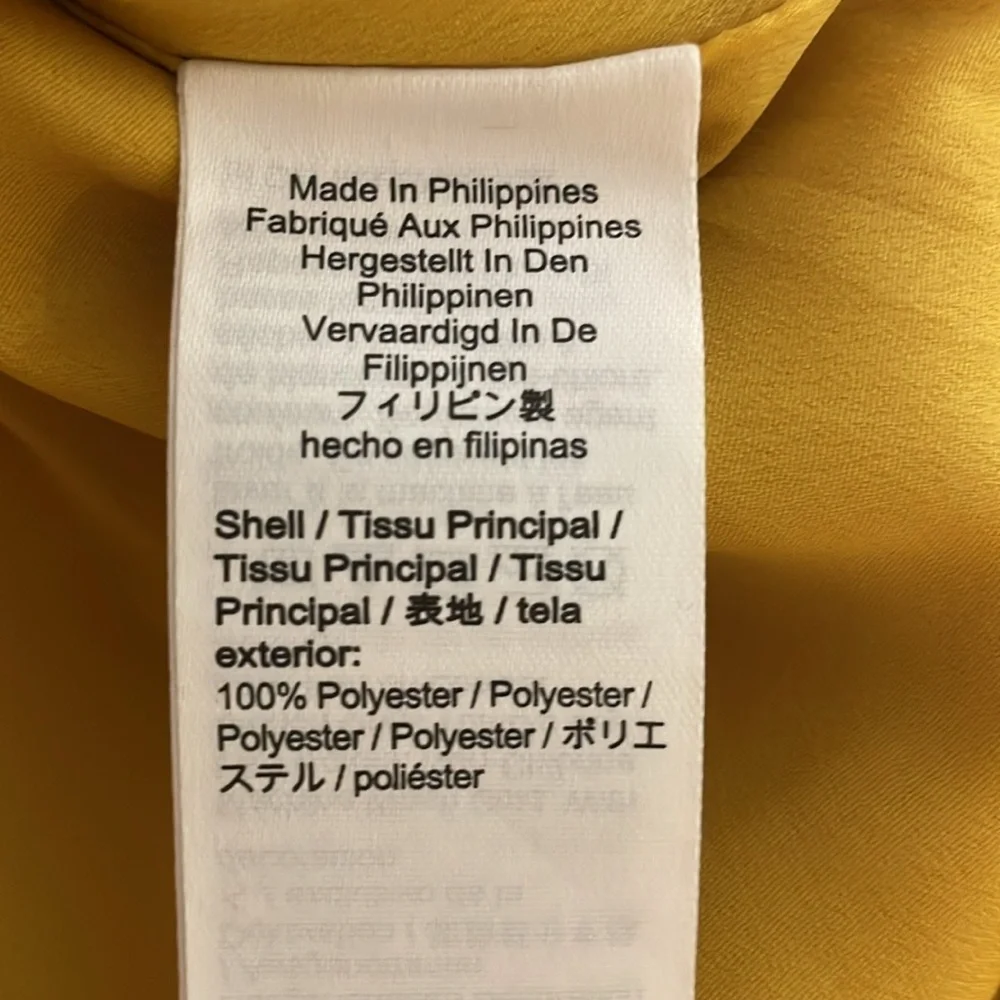 Made In Philippines
Fabriqué Aux Philippines
Hergestellt In Den
Philippinen
Vervaardigd In De
Filippijnen
フィリピン製
hecho en filipinas
Shell / Tissu Principal /
Tissu Principal / Tissu
Principal / 表地 / tela
exterior:
100% Polyester / Polyester /
Polyester / Polyester / ポリエ
ステル / poliéster